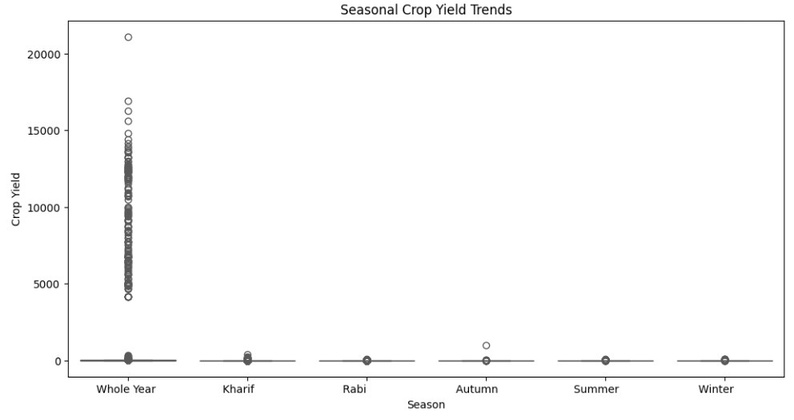 Seasonal Crop Yield Trends
Crop Yield
20000
15000
10000
5000
0
Whole Year Kharif Rabi Autumn Summer Winter
Season